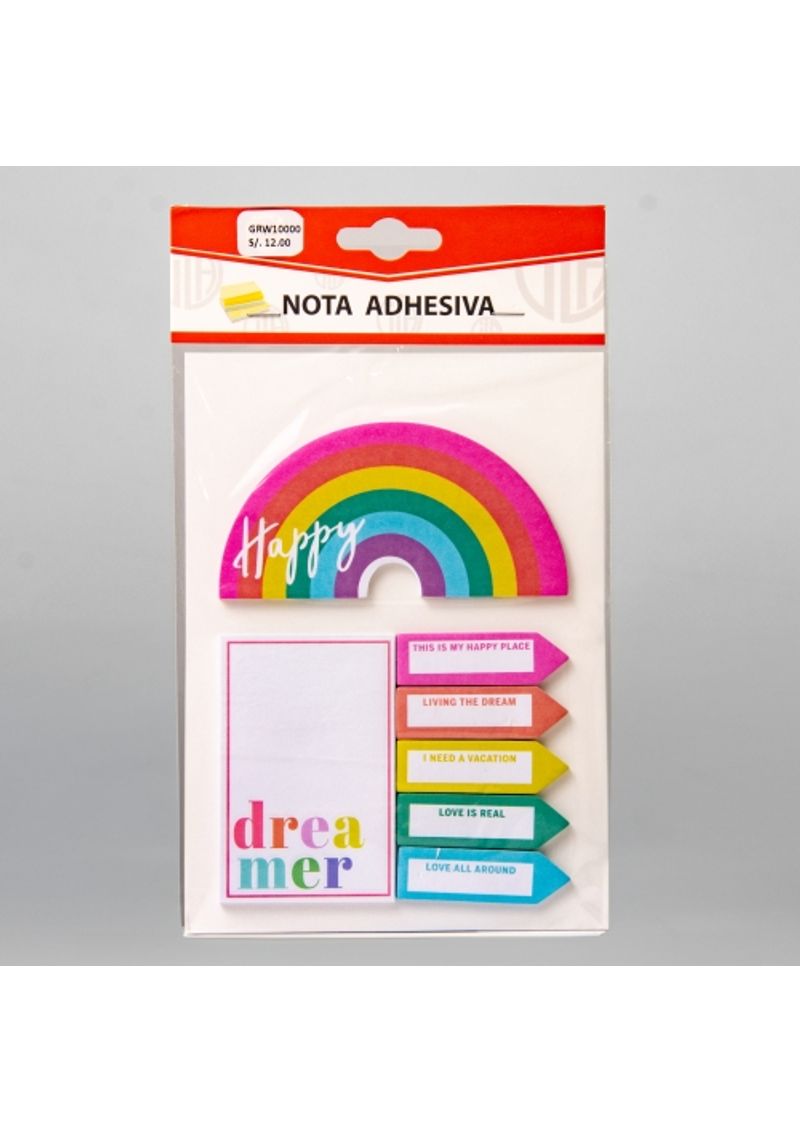 GRW10000
S/. 12.00
NOTA ADHESIVA
Happy
THIS IS MY HAPPY PLACE
LIVING THE DREAM
I NEED A VACATION
LOVE IS REAL
LOVE ALL AROUND
drea
mer